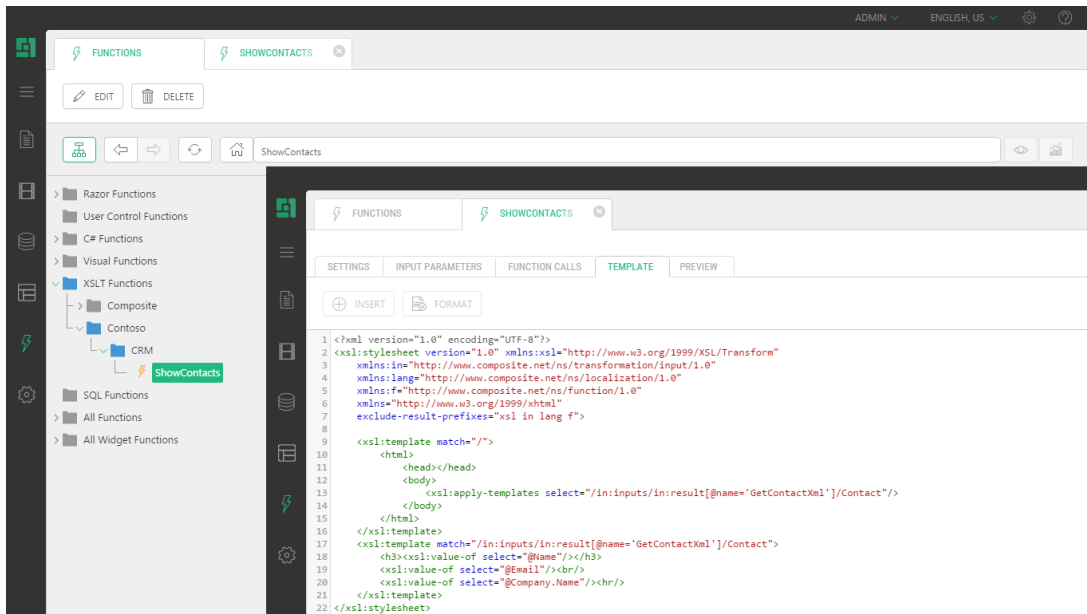 ADMIN ENGLISH, US
FUNCTIONS SHOWCONTACTS
EDIT DELETE
ShowContacts
Razor Functions
User Control Functions
C# Functions
Visual Functions
XSLT Functions
Composite
Contoso
CRM
ShowContacts
SQL Functions
All Functions
All Widget Functions
FUNCTIONS SHOWCONTACTS
SETTINGS INPUT PARAMETERS FUNCTION CALLS TEMPLATE PREVIEW
INSERT FORMAT
1 <?xml version="1.0" encoding="UTF-8"?>
2 <xsl:stylesheet version="1.0" xmlns:xsl="http://www.w3.org/1999/XSL/Transform"
3 xmlns:in="http://www.composite.net/ns/transformation/input/1.0"
4 xmlns:lang="http://www.composite.net/ns/localization/1.0"
5 xmlns:f="http://www.composite.net/ns/function/1.0"
6 xmlns="http://www.w3.org/1999/xhtml"
7 exclude-result-prefixes="xsl in lang f">
8
9 <xsl:template match="/">
10 <html>
11 <head></head>
12 <body>
13 <xsl:apply-templates select="/in:inputs/in:result[@name='GetContactXml']/Contact"/>
14 </body>
15 </html>
16 </xsl:template>
17 <xsl:template match="/in:inputs/in:result[@name='GetContactXml']/Contact">
18 <h3><xsl:value-of select="@Name"/></h3>
19 <xsl:value-of select="@Email"/><br/>
20 <xsl:value-of select="@Company.Name"/><hr/>
21 </xsl:template>
22 </xsl:stylesheet>